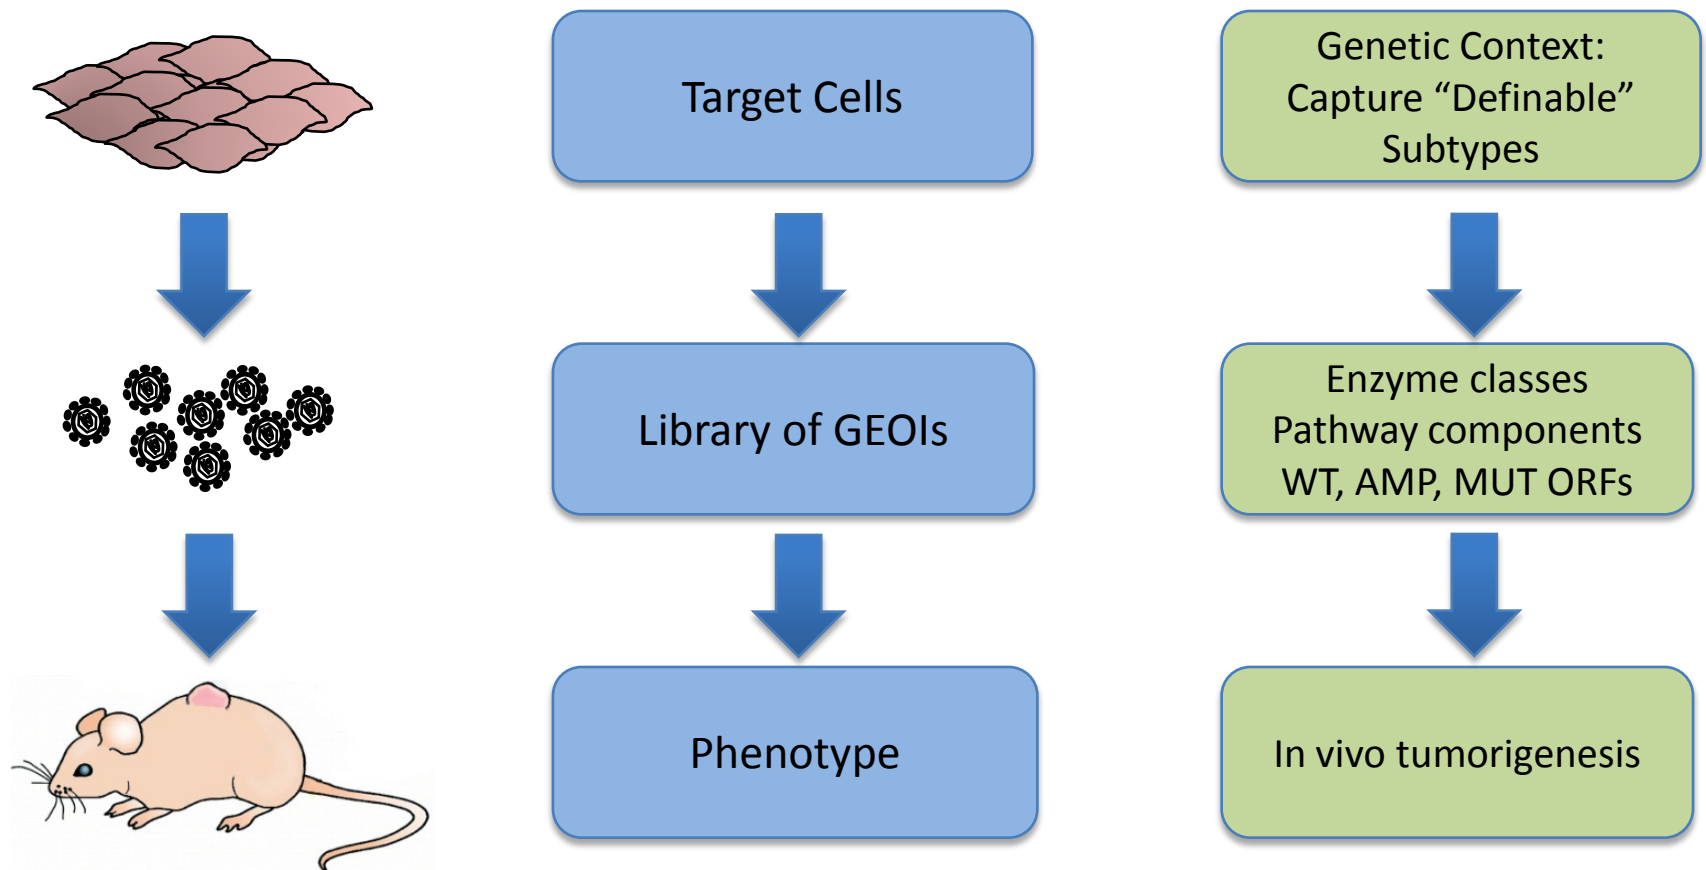 Target Cells
Genetic Context:
Capture “Definable”
Subtypes
Library of GEOIs
Enzyme classes
Pathway components
WT, AMP, MUT ORFs
Phenotype
In vivo tumorigenesis